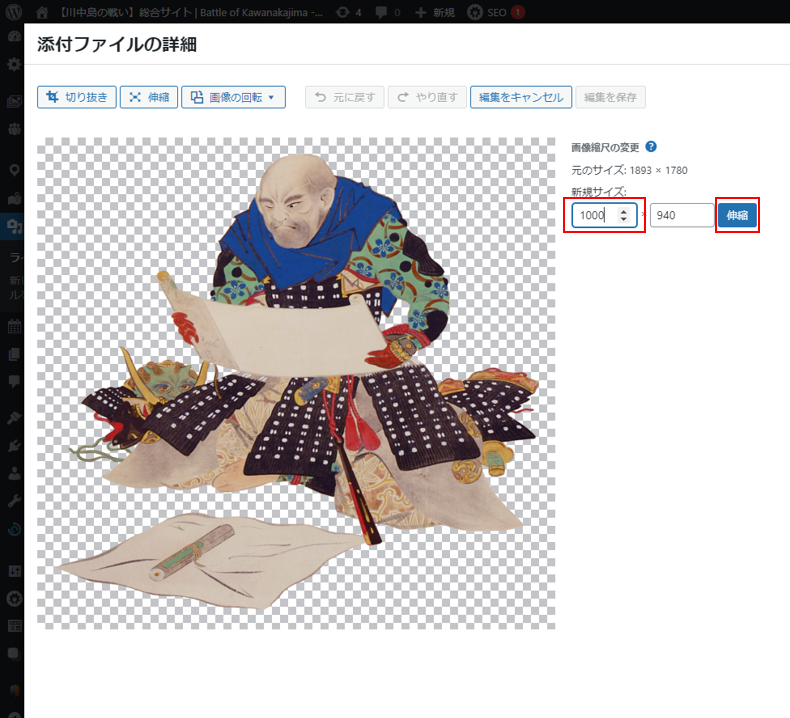 【川中島の戦い】総合サイト | Battle of Kawanakajima -... 4 0 新規 SEO 1
添付ファイルの詳細
切り抜き 伸縮 画像の回転 元に戻す やり直す 編集をキャンセル 編集を保存
画像縮尺の変更 ?
元のサイズ: 1893 × 1780
新規サイズ:
1000 × 940 伸縮